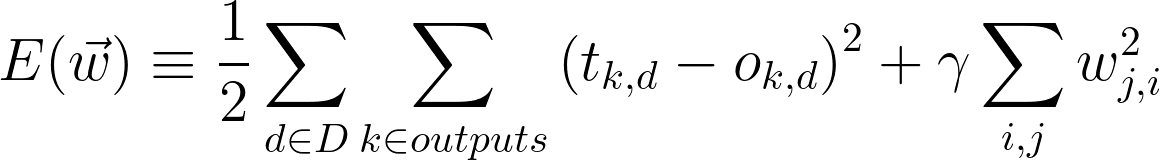 E(\vec{w}) \equiv \frac{1}{2} \sum_{d \in D} \sum_{k \in outputs} (t_{k,d} - o_{k,d})^2 + \gamma \sum_{i,j} w_{j,i}^2